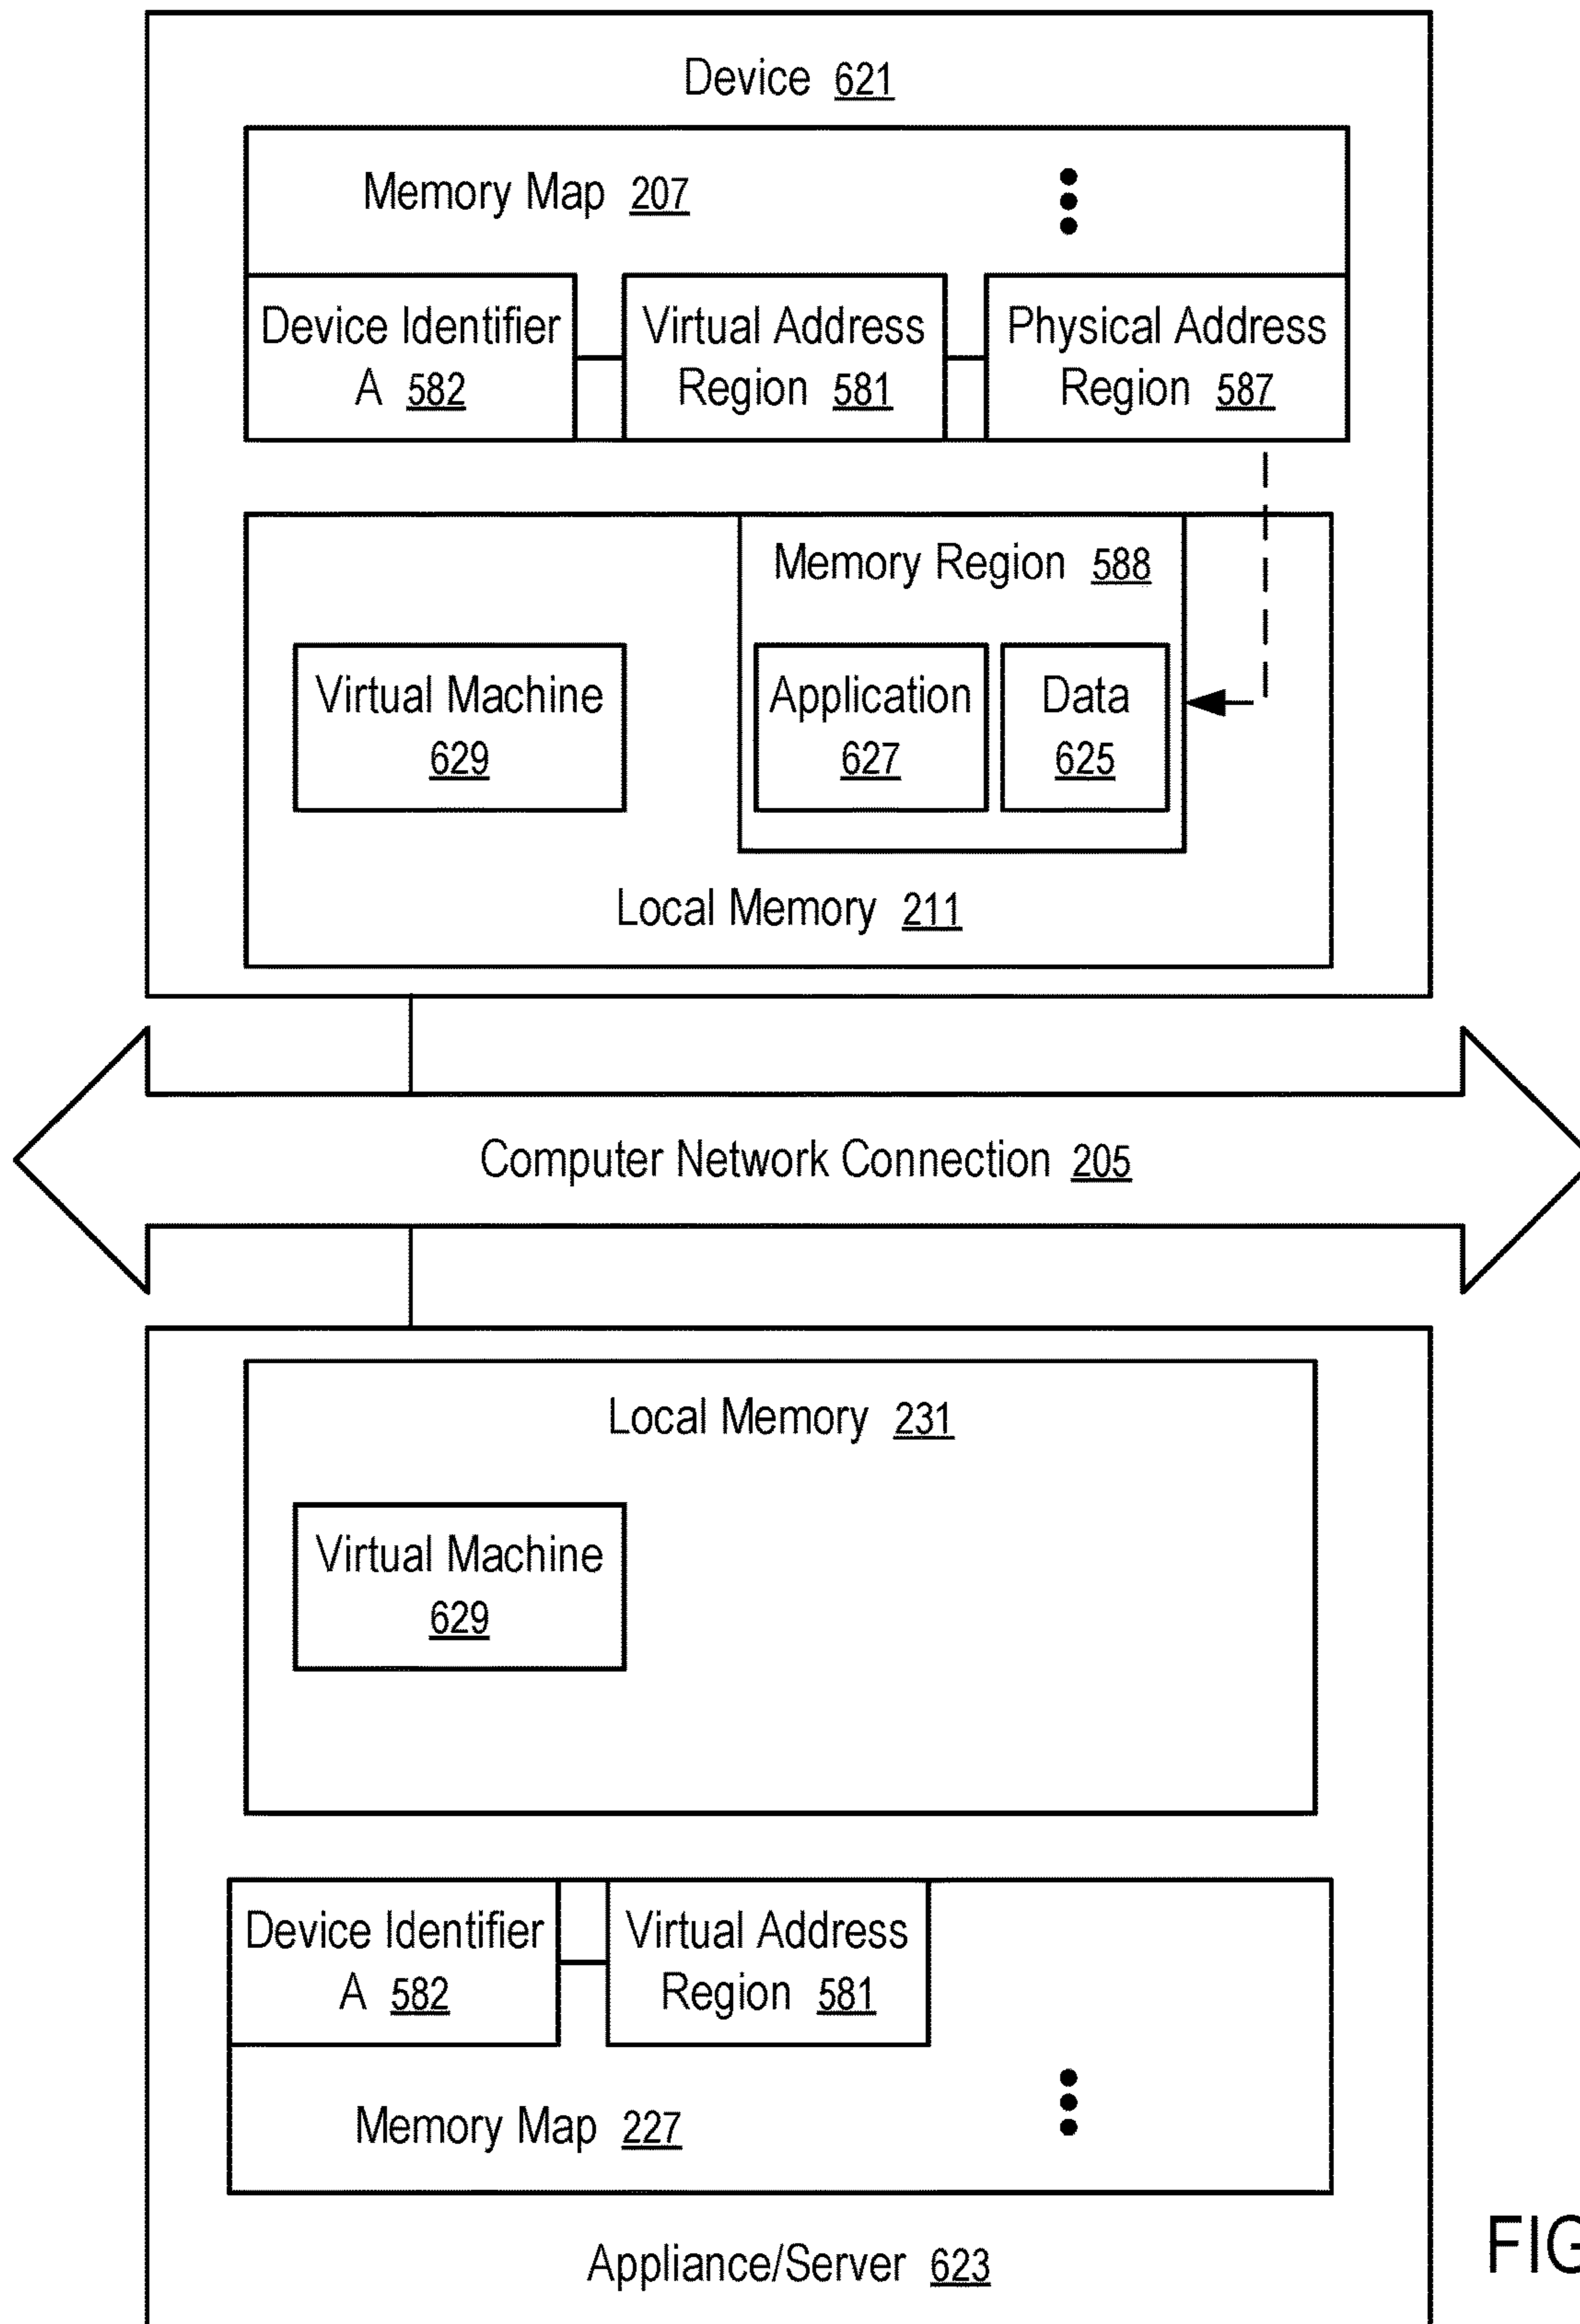 Device 621
Memory Map 207
Device Identifier
A 582
Virtual Address
Region 581
Physical Address
Region 587
Memory Region 588
Virtual Machine
629
Application
627
Data
625
Local Memory 211
Computer Network Connection 205
Local Memory 231
Virtual Machine
629
Device Identifier
A 582
Virtual Address
Region 581
Memory Map 227
Appliance/Server 623